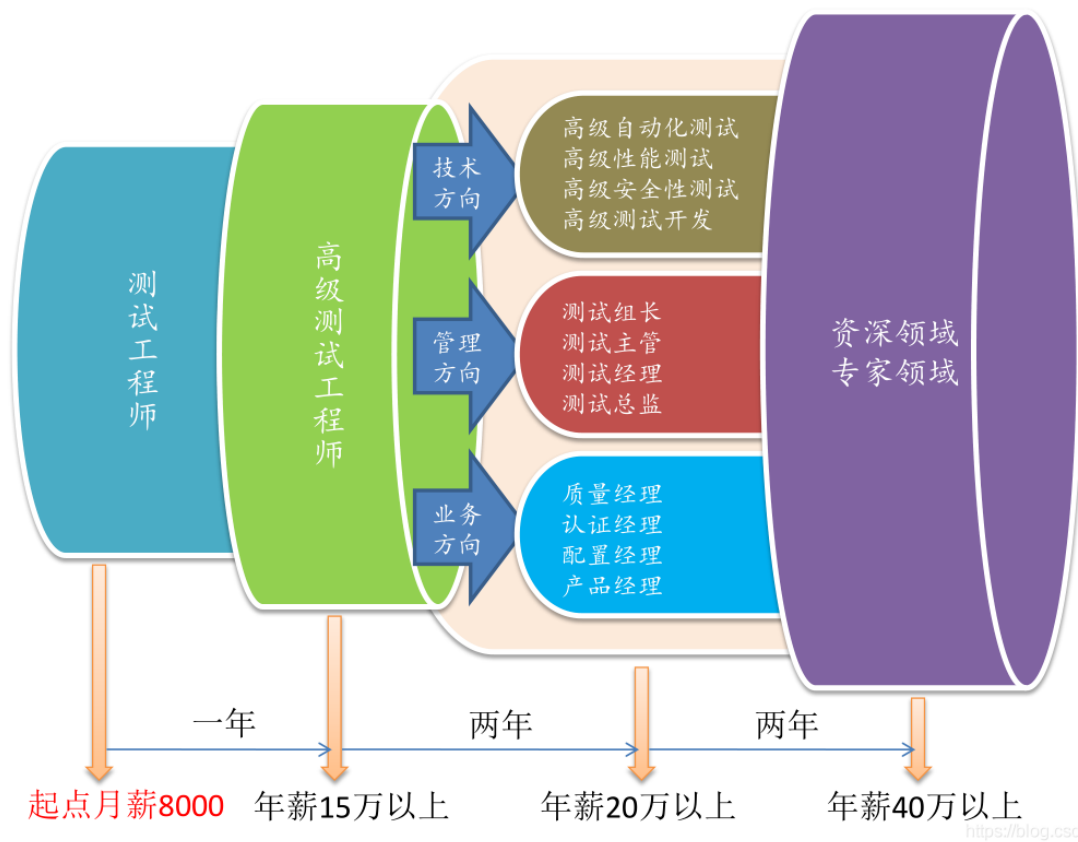 测试工程师
高级测试工程师
技术
方向
高级自动化测试
高级性能测试
高级安全性测试
高级测试开发
管理
方向
测试组长
测试主管
测试经理
测试总监
业务
方向
质量经理
认证经理
配置经理
产品经理
资深领域
专家领域
一年
两年
两年
起点月薪8000
年薪15万以上
年薪20万以上
年薪40万以上
https://blog.csd